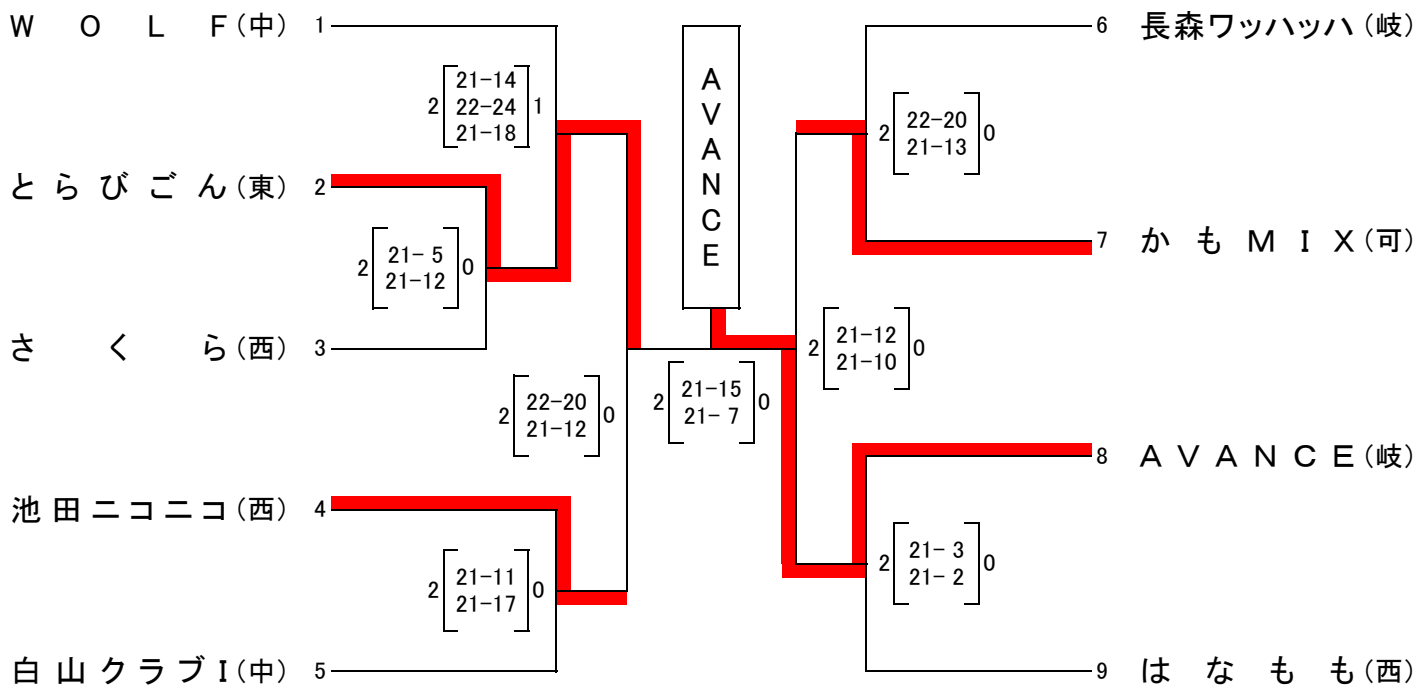 W O L F (中) 1
2 [21-14 22-24 21-18] 1
と ら び ご ん (東) 2
2 [21- 5 21-12] 0
さ く ら (西) 3
2 [22-20 21-12] 0
池 田 ニ コ ニ コ (西) 4
2 [21-11 21-17] 0
白 山 ク ラ ブ I (中) 5
A V A N C E
2 [21-15 21- 7] 0
6 長森ワッハッハ (岐)
2 [22-20 21-13] 0
7 か も M I X (可)
2 [21-12 21-10] 0
8 A V A N C E (岐)
2 [21- 3 21- 2] 0
9 は な も も (西)